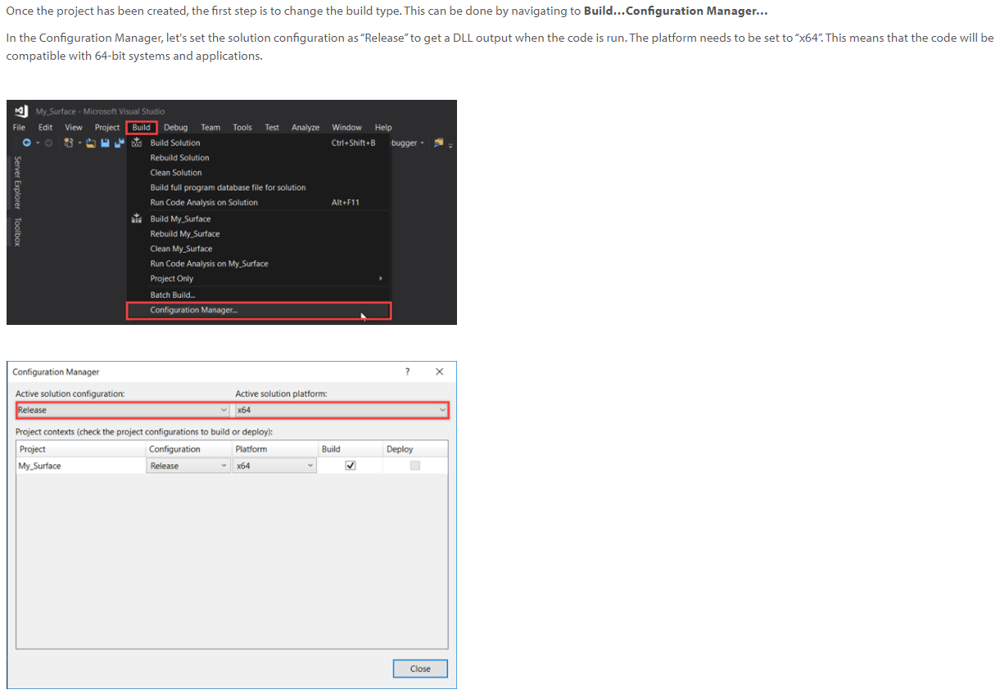 Once the project has been created, the first step is to change the build type. This can be done by navigating to Build...Configuration Manager...
In the Configuration Manager, let's set the solution configuration as “Release” to get a DLL output when the code is run. The platform needs to be set to “x64”. This means that the code will be
compatible with 64-bit systems and applications.
My_Surface - Microsoft Visual Studio
File Edit View Project Build Debug Team Tools Test Analyze Window Help
Build Solution Ctrl+Shift+B bugger
Rebuild Solution
Clean Solution
Build full program database file for solution
Run Code Analysis on Solution Alt+F11
Build My_Surface
Rebuild My_Surface
Clean My_Surface
Run Code Analysis on My_Surface
Project Only
Batch Build...
Configuration Manager...
Server Explorer
Toolbox
Configuration Manager ?
Active solution configuration: Active solution platform:
Release x64
Project contexts (check the project configurations to build or deploy):
Project Configuration Platform Build Deploy
My_Surface Release x64
Close